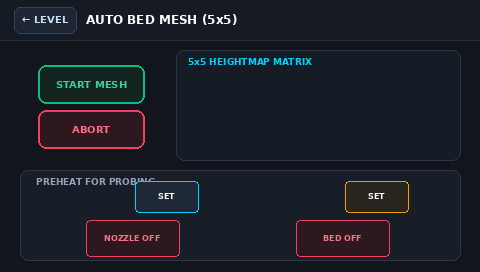 ← LEVEL
AUTO BED MESH (5x5)
START MESH
ABORT
5x5 HEIGHTMAP MATRIX
PREHEAT FOR PROBING
SET
SET
NOZZLE OFF
BED OFF